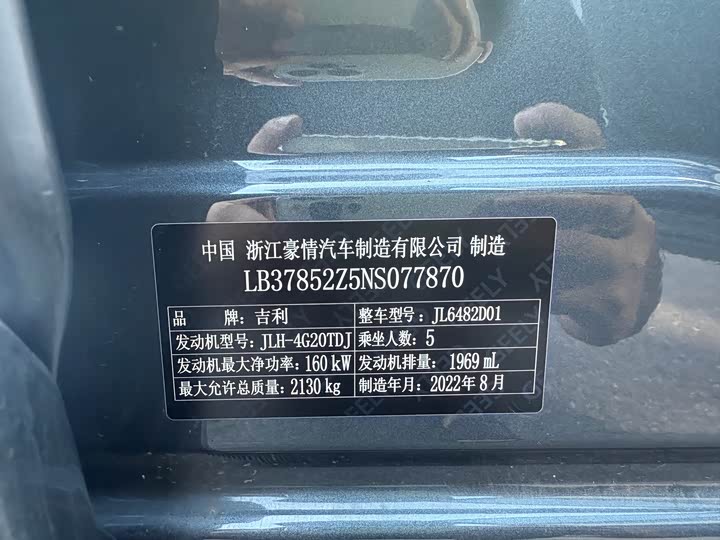 中国 浙江豪情汽车制造有限公司 制造
LB37852Z5NS077870
品 牌：吉利 整车型号：JL6482D01
发动机型号：JLH-4G20TDJ 乘坐人数：5
发动机最大净功率：160 kW 发动机排量：1969 mL
最大允许总质量：2130 kg 制造年月：2022年8月